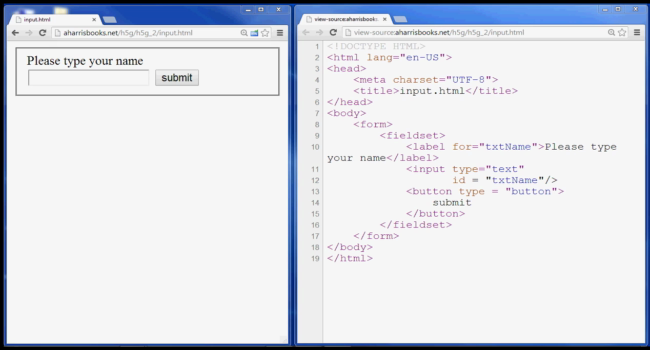 input.html
aharrisbooks.net/h5g/h5g_2/input.html
Please type your name
submit
view-source:aharrisbooks.
view-source:aharrisbooks.net/h5g/h5g_2/input.html
1 <!DOCTYPE HTML>
2 <html lang="en-US">
3 <head>
4 <meta charset="UTF-8">
5 <title>input.html</title>
6 </head>
7 <body>
8 <form>
9 <fieldset>
10 <label for="txtName">Please type
your name</label>
11 <input type="text"
12 id = "txtName"/>
13 <button type = "button">
14 submit
15 </button>
16 </fieldset>
17 </form>
18 </body>
19 </html>